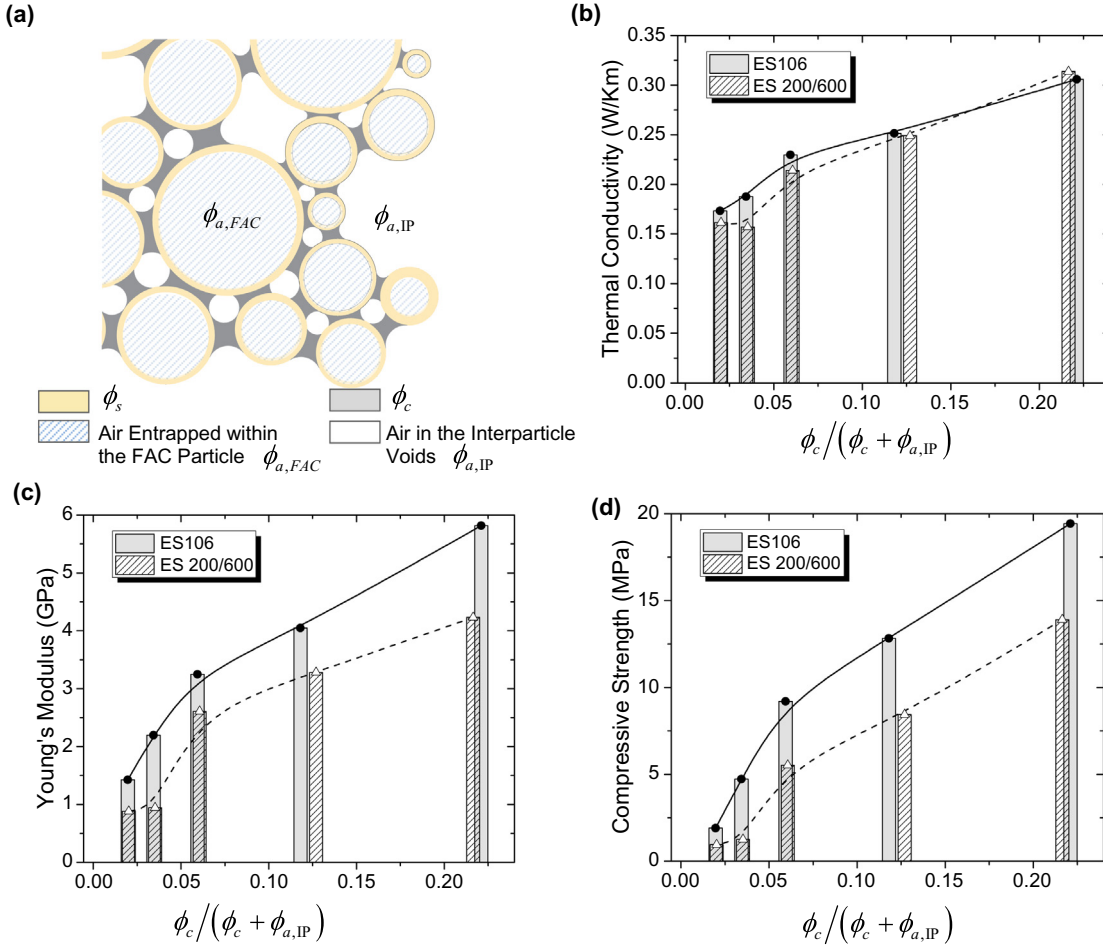 (a)
ϕa,FAC
ϕa,IP
ϕs
ϕc
Air Entrapped within
the FAC Particle ϕa,FAC
Air in the Interparticle
Voids ϕa,IP
(b)
Thermal Conductivity (W/Km)
0.35
0.30
0.25
0.20
0.15
0.10
0.05
0.00
ES106
ES 200/600
0.00 0.05 0.10 0.15 0.20
ϕc/(ϕc + ϕa,IP)
(c)
Young's Modulus (GPa)
6
5
4
3
2
1
0
ES106
ES 200/600
0.00 0.05 0.10 0.15 0.20
ϕc/(ϕc + ϕa,IP)
(d)
Compressive Strength (MPa)
20
15
10
5
0
ES106
ES 200/600
0.00 0.05 0.10 0.15 0.20
ϕc/(ϕc + ϕa,IP)